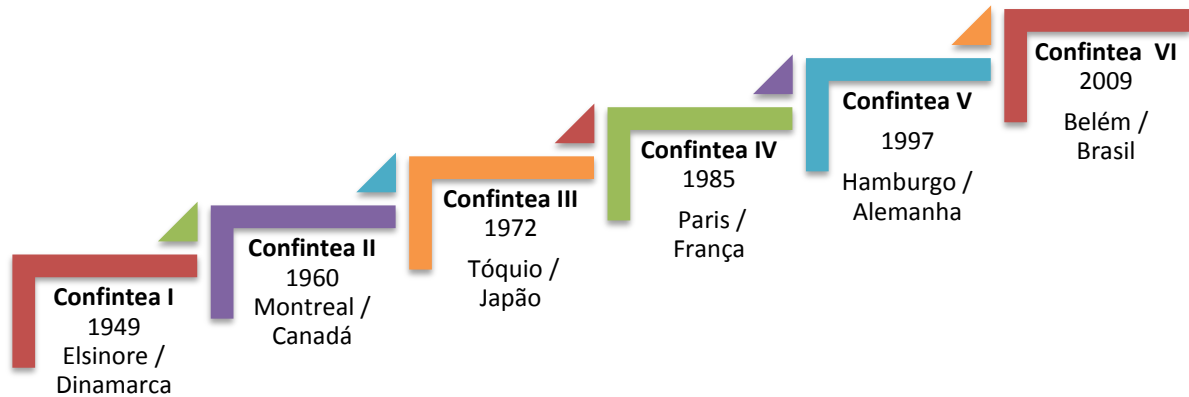 Confintea I
1949
Elsinore /
Dinamarca
Confintea II
1960
Montreal /
Canadá
Confintea III
1972
Tóquio /
Japão
Confintea IV
1985
Paris /
França
Confintea V
1997
Hamburgo /
Alemanha
Confintea VI
2009
Belém /
Brasil